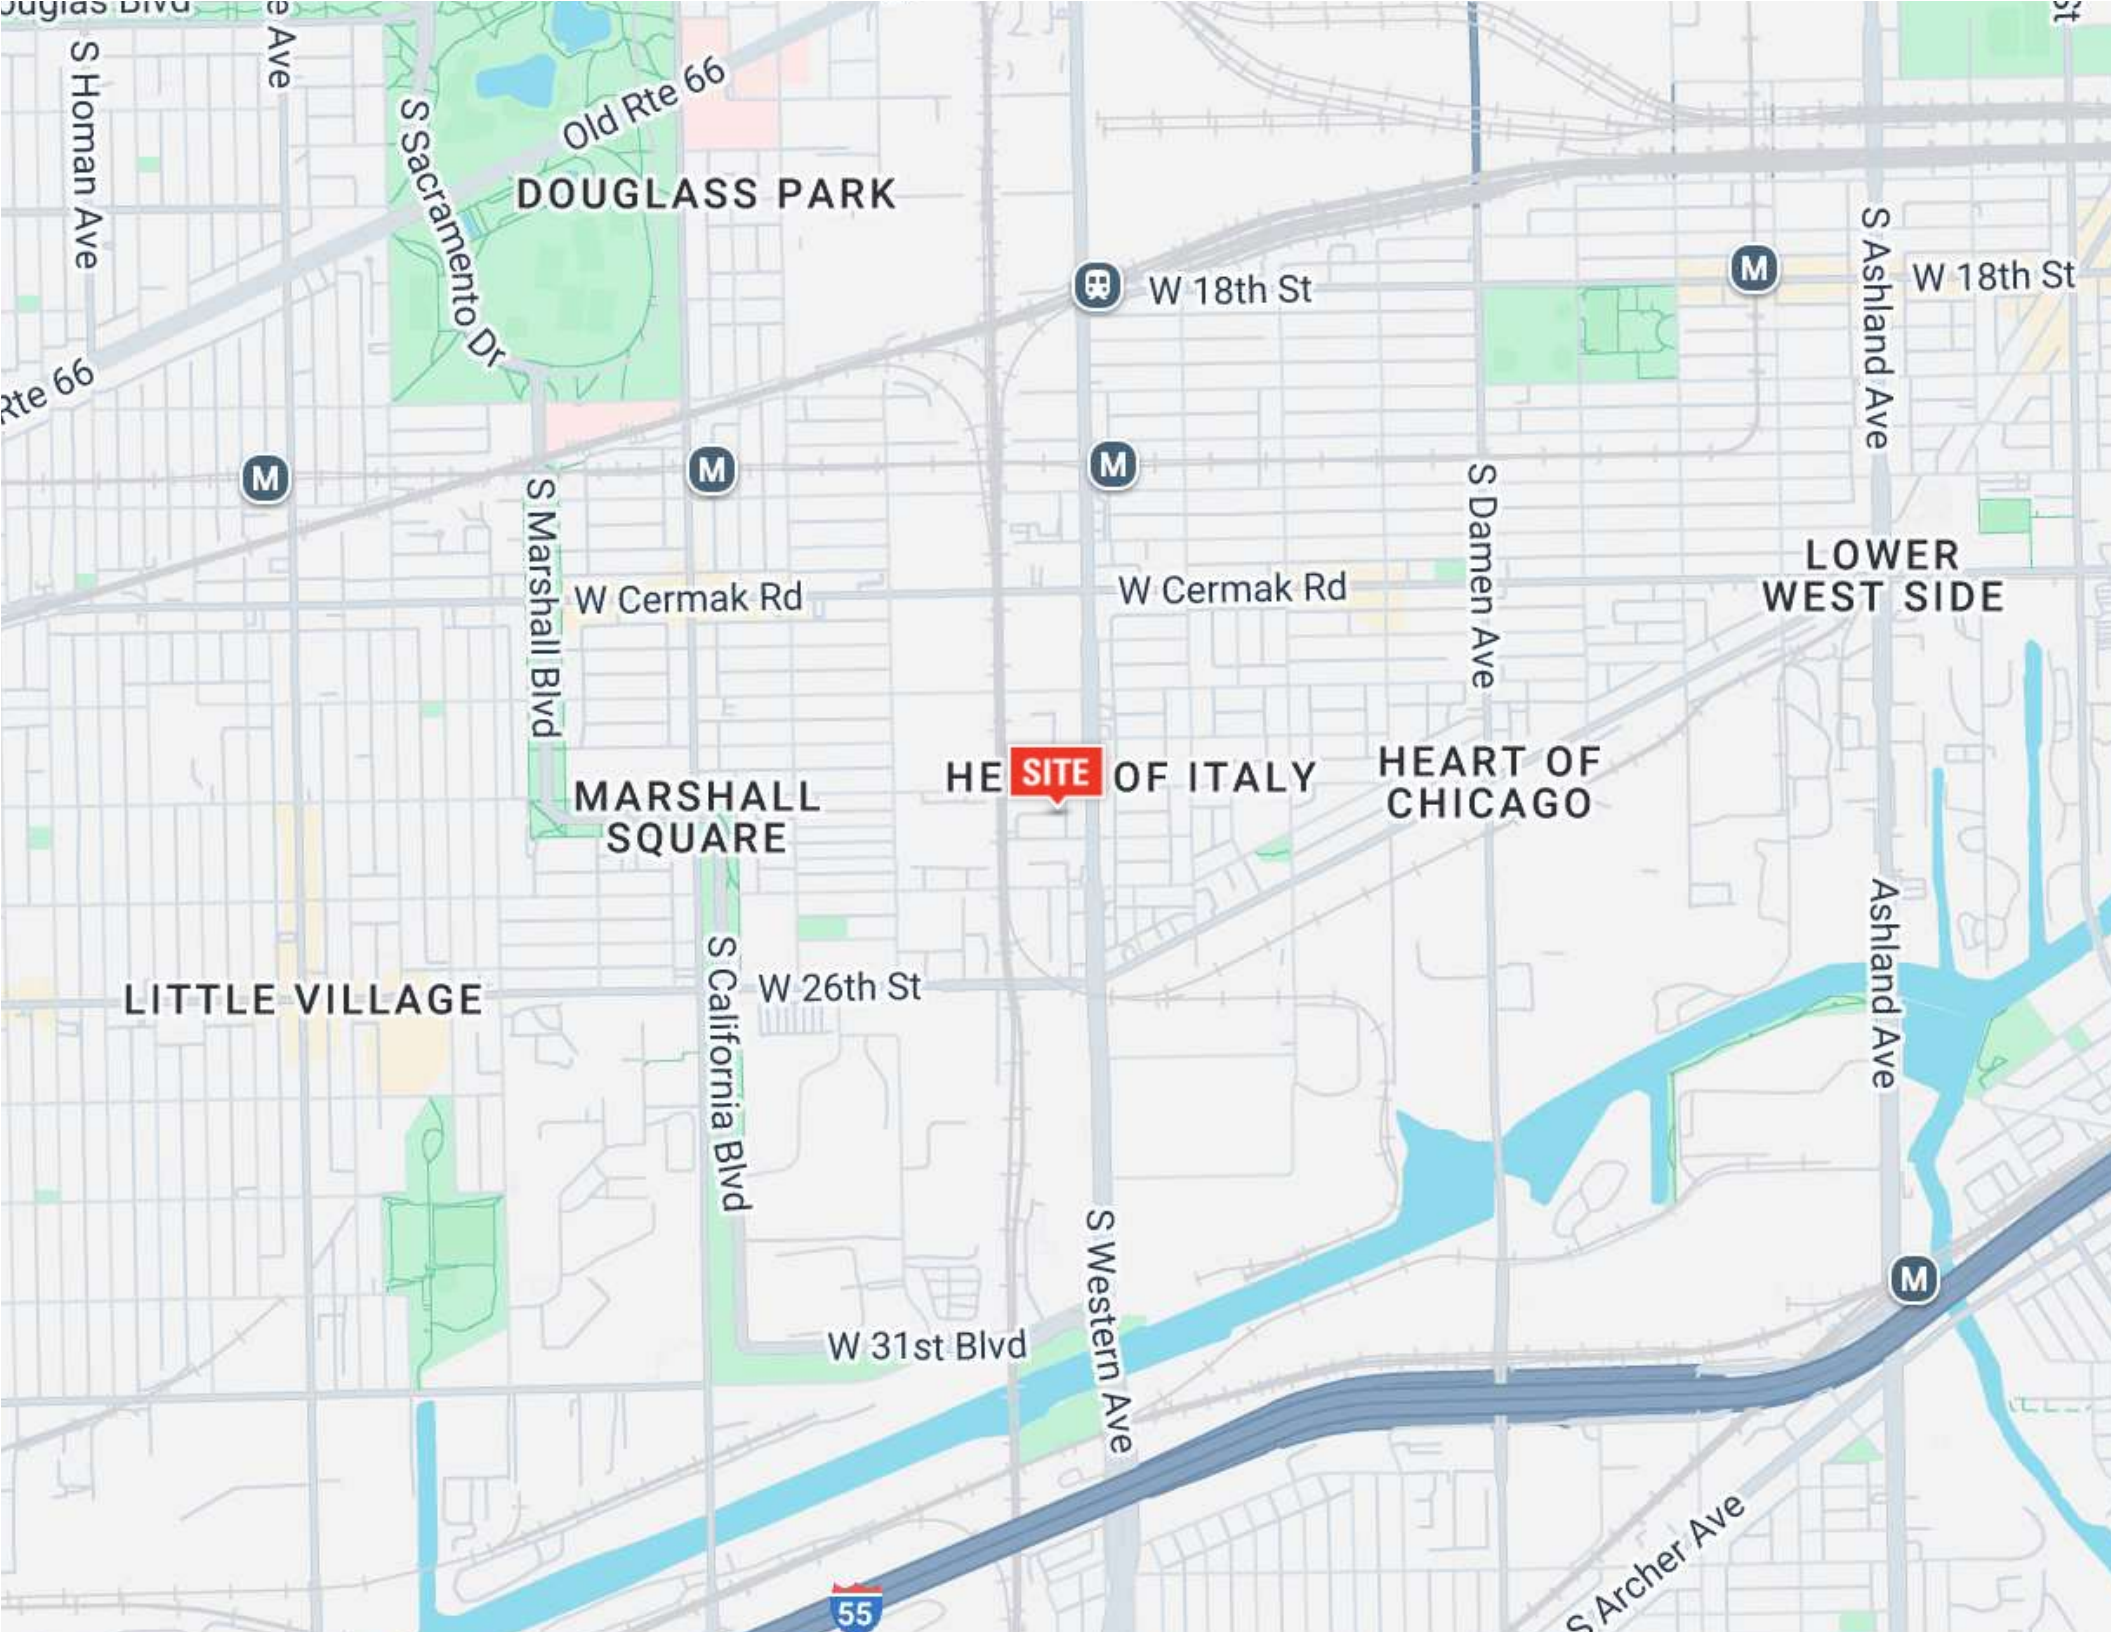 S Homan Ave
Ave
S Sacramento Dr
Old Rte 66
DOUGLASS PARK
W 18th St
M
S Ashland Ave
W 18th St
Rte 66
M
M
M
S Marshall Blvd
S Damen Ave
W Cermak Rd
W Cermak Rd
LOWER
WEST SIDE
HE
SITE
OF ITALY
HEART OF
CHICAGO
MARSHALL
SQUARE
Ashland Ave
S California Blvd
W 26th St
LITTLE VILLAGE
S Western Ave
M
W 31st Blvd
S Archer Ave
55